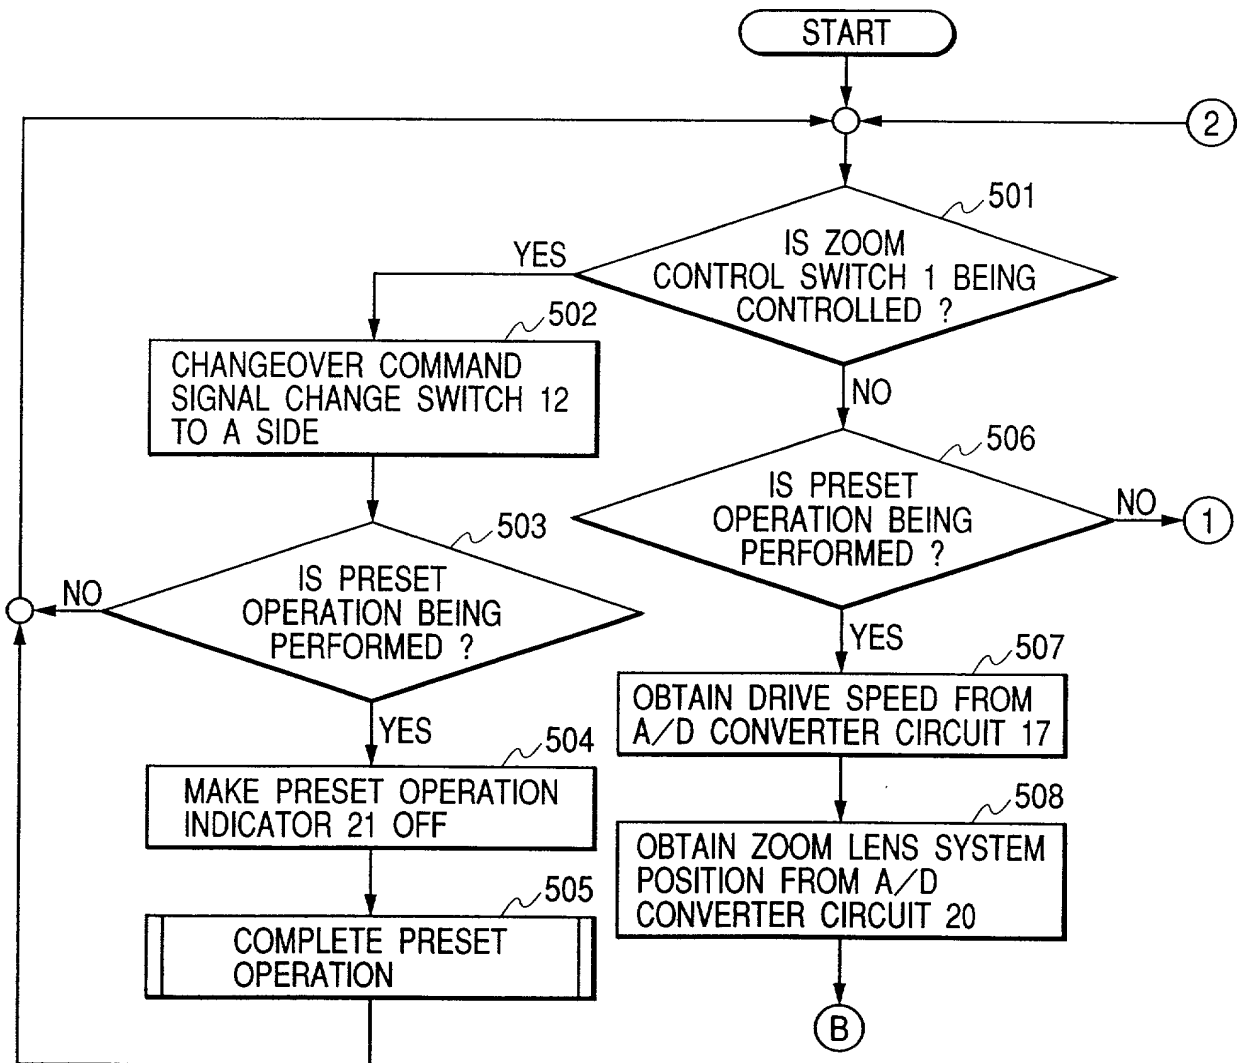 START
2
501
IS ZOOM
CONTROL SWITCH 1 BEING
CONTROLLED ?
YES
NO
502
CHANGEOVER COMMAND
SIGNAL CHANGE SWITCH 12
TO A SIDE
503
IS PRESET
OPERATION BEING
PERFORMED ?
NO
YES
504
MAKE PRESET OPERATION
INDICATOR 21 OFF
505
COMPLETE PRESET
OPERATION
506
IS PRESET
OPERATION BEING
PERFORMED ?
NO
1
YES
507
OBTAIN DRIVE SPEED FROM
A/D CONVERTER CIRCUIT 17
508
OBTAIN ZOOM LENS SYSTEM
POSITION FROM A/D
CONVERTER CIRCUIT 20
B